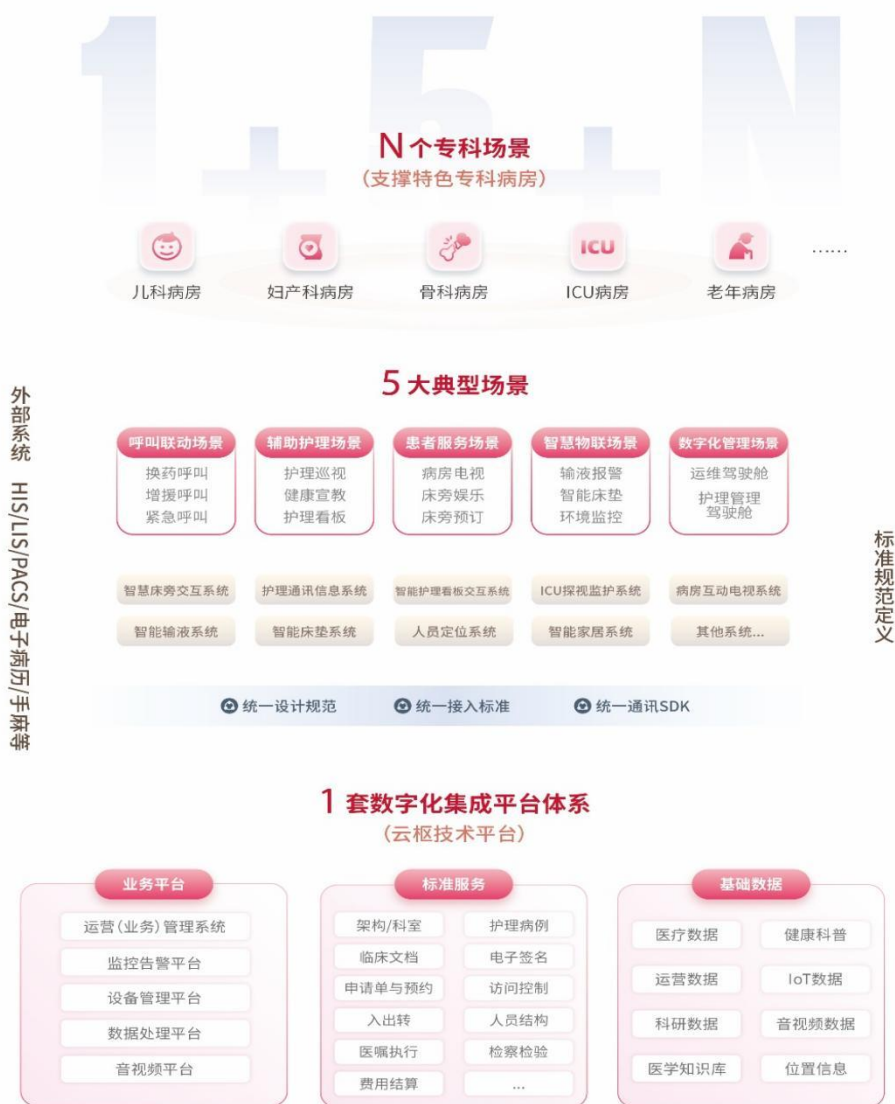 1+5+N
N个专科场景
(支撑特色专科病房)
ICU
儿科病房
妇产科病房
骨科病房
ICU病房
老年病房
......
外部系统 HIS/LIS/PACS/电子病历/手麻等
标准规范定义
5大典型场景
呼叫联动场景
换药呼叫
增援呼叫
紧急呼叫
辅助护理场景
护理巡视
健康宣教
护理看板
患者服务场景
病房电视
床旁娱乐
床旁预订
智慧物联场景
输液报警
智能床垫
环境监控
数字化管理场景
运维驾驶舱
护理管理
驾驶舱
智慧床旁交互系统
护理通讯信息系统
智能护理看板交互系统
ICU探视监护系统
病房互动电视系统
智能输液系统
智能床垫系统
人员定位系统
智能家居系统
其他系统...
统一设计规范
统一接入标准
统一通讯SDK
1 套数字化集成平台体系
(云枢技术平台)
业务平台
运营(业务)管理系统
监控告警平台
设备管理平台
数据处理平台
音视频平台
标准服务
架构/科室
护理病例
临床文档
电子签名
申请单与预约
访问控制
入出转
人员结构
医嘱执行
检察检验
费用结算
...
基础数据
医疗数据
健康科普
运营数据
IoT数据
科研数据
音视频数据
医学知识库
位置信息